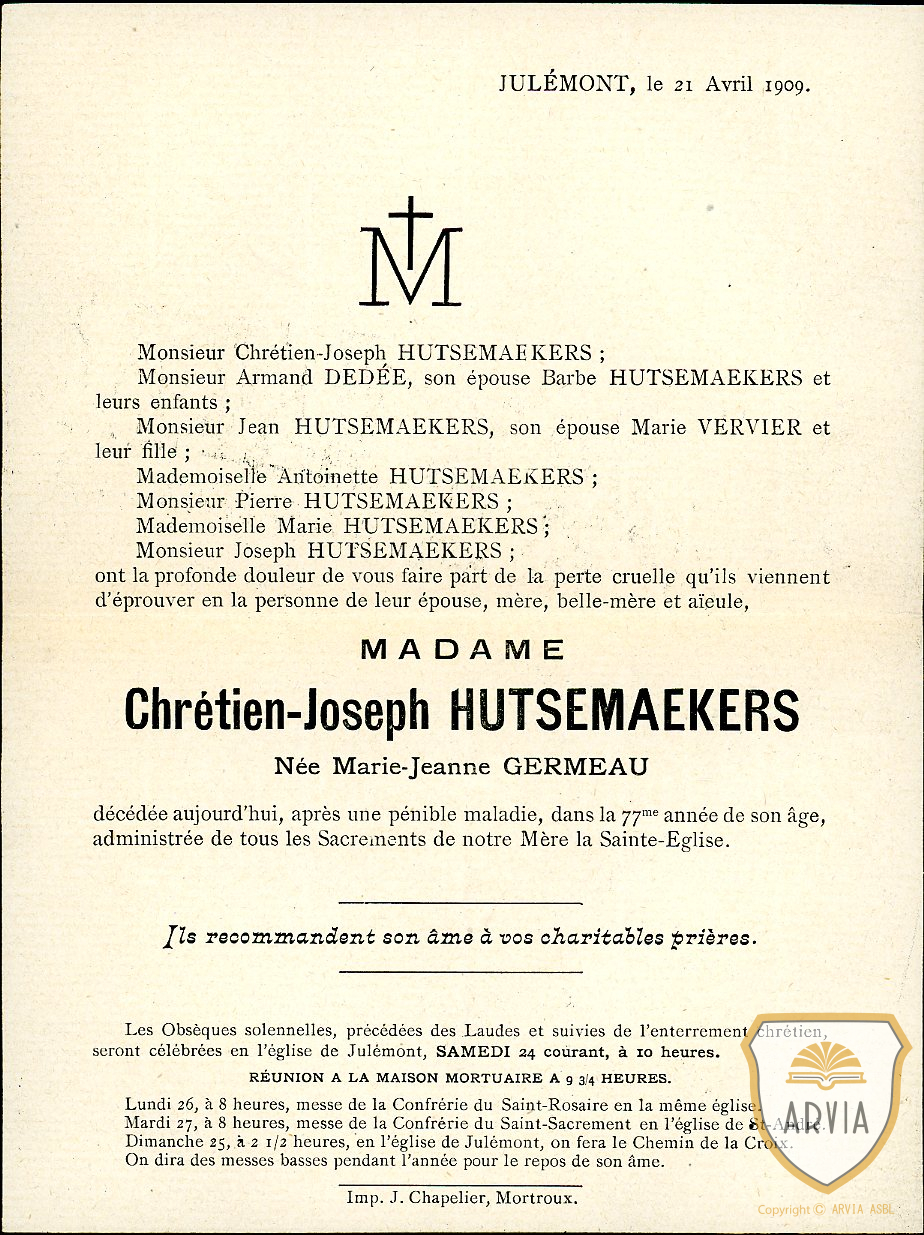 JULÉMONT, le 21 Avril 1909.
M
Monsieur Chrétien-Joseph HUTSEMAEKERS ;
Monsieur Armand DEDÉE, son épouse Barbe HUTSEMAEKERS et
leurs enfants ;
Monsieur Jean HUTSEMAEKERS, son épouse Marie VERVIER et
leur fille ;
Mademoiselle Antoinette HUTSEMAEKERS ;
Monsieur Pierre HUTSEMAEKERS ;
Mademoiselle Marie HUTSEMAEKERS ;
Monsieur Joseph HUTSEMAEKERS ;
ont la profonde douleur de vous faire part de la perte cruelle qu'ils viennent
d'éprouver en la personne de leur épouse, mère, belle-mère et aïeule,
MADAME
Chrétien-Joseph HUTSEMAEKERS
Née Marie-Jeanne GERMEAU
décédée aujourd'hui, après une pénible maladie, dans la 77me année de son âge,
administrée de tous les Sacrements de notre Mère la Sainte-Eglise.
Ils recommandent son âme à vos charitables prières.
Les Obsèques solennelles, précédées des Laudes et suivies de l'enterrement chrétien,
seront célébrées en l'église de Julémont, SAMEDI 24 courant, à 10 heures.
RÉUNION A LA MAISON MORTUAIRE A 9 3/4 HEURES.
Lundi 26, à 8 heures, messe de la Confrérie du Saint-Rosaire en la même église.
Mardi 27, à 8 heures, messe de la Confrérie du Saint-Sacrement en l'église de St-André.
Dimanche 25, à 2 1/2 heures, en l'église de Julémont, on fera le Chemin de la Croix.
On dira des messes basses pendant l'année pour le repos de son âme.
Imp. J. Chapelier, Mortroux.
ARVIA
Copyright © ARVIA ASBL